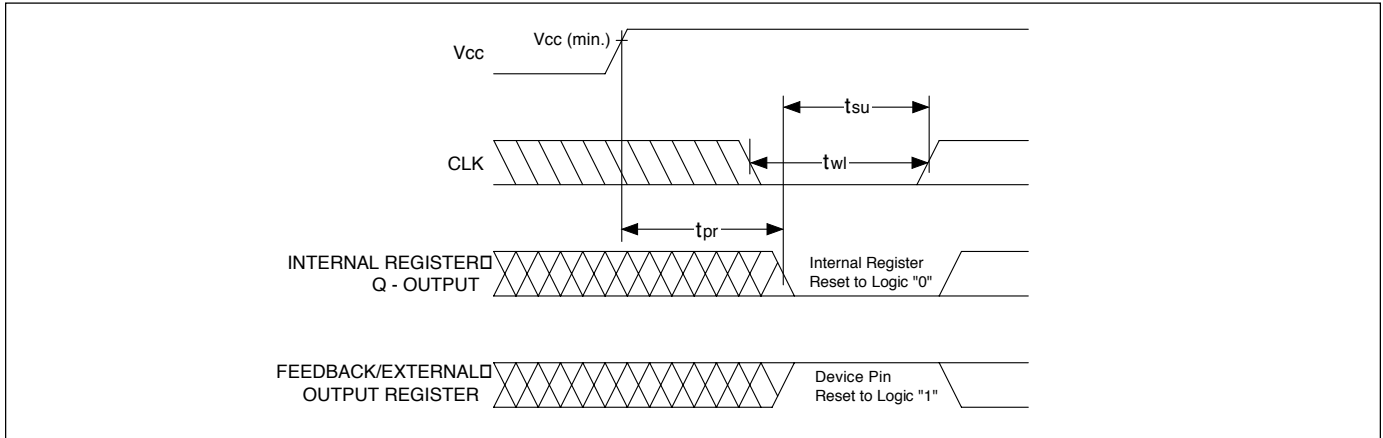 Vcc
Vcc (min.)
tsu
CLK
twl
tpr
INTERNAL REGISTER□
Q - OUTPUT
Internal Register
Reset to Logic "0"
FEEDBACK/EXTERNAL□
OUTPUT REGISTER
Device Pin
Reset to Logic "1"